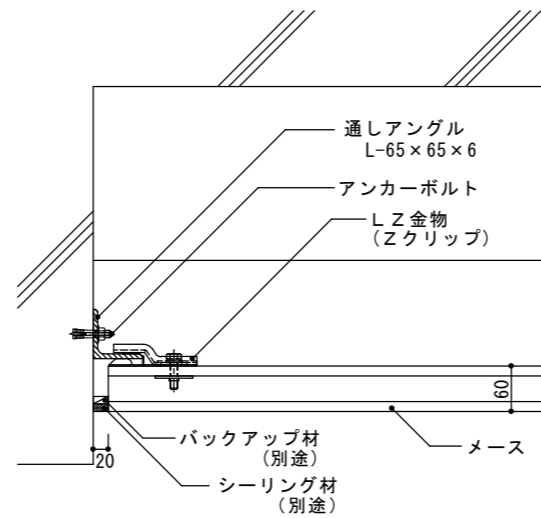 通しアングル
L-65×65×6
アンカーボルト
ＬＺ金物
(Ｚクリップ)
60
メース
20
バックアップ材
(別途)
シーリング材
(別途)